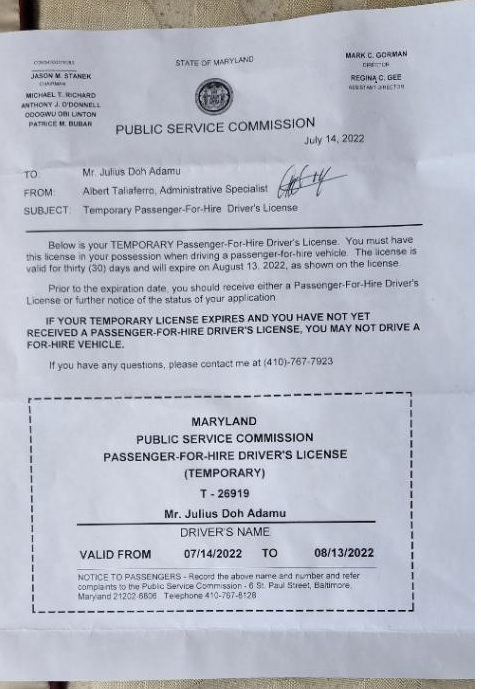 COMMISSIONERS
JASON M. STANEK
CHAIRMAN
MICHAEL T. RICHARD
ANTHONY J. O'DONNELL
ODOGWU OBI LINTON
PATRICE M. BUBAR
STATE OF MARYLAND
PUBLIC SERVICE COMMISSION
MARK C. GORMAN
DIRECTOR
REGINA C. GEE
ASSISTANT DIRECTOR
July 14, 2022
TO. Mr. Julius Doh Adamu
FROM: Albert Taliaferro, Administrative Specialist
SUBJECT: Temporary Passenger-For-Hire Driver's License
Below is your TEMPORARY Passenger-For-Hire Driver's License. You must have
this license in your possession when driving a passenger-for-hire vehicle. The license is
valid for thirty (30) days and will expire on August 13, 2022, as shown on the license.
Prior to the expiration date, you should receive either a Passenger-For-Hire Driver's
License or further notice of the status of your application
IF YOUR TEMPORARY LICENSE EXPIRES AND YOU HAVE NOT YET
RECEIVED A PASSENGER-FOR-HIRE DRIVER'S LICENSE, YOU MAY NOT DRIVE A
FOR-HIRE VEHICLE.
If you have any questions, please contact me at (410)-767-7923
MARYLAND
PUBLIC SERVICE COMMISSION
PASSENGER-FOR-HIRE DRIVER'S LICENSE
(TEMPORARY)
T - 26919
Mr. Julius Doh Adamu
DRIVER'S NAME
VALID FROM 07/14/2022 TO 08/13/2022
NOTICE TO PASSENGERS - Record the above name and number and refer
complaints to the Public Service Commission - 6 St. Paul Street, Baltimore,
Maryland 21202-6806 Telephone 410-767-8128